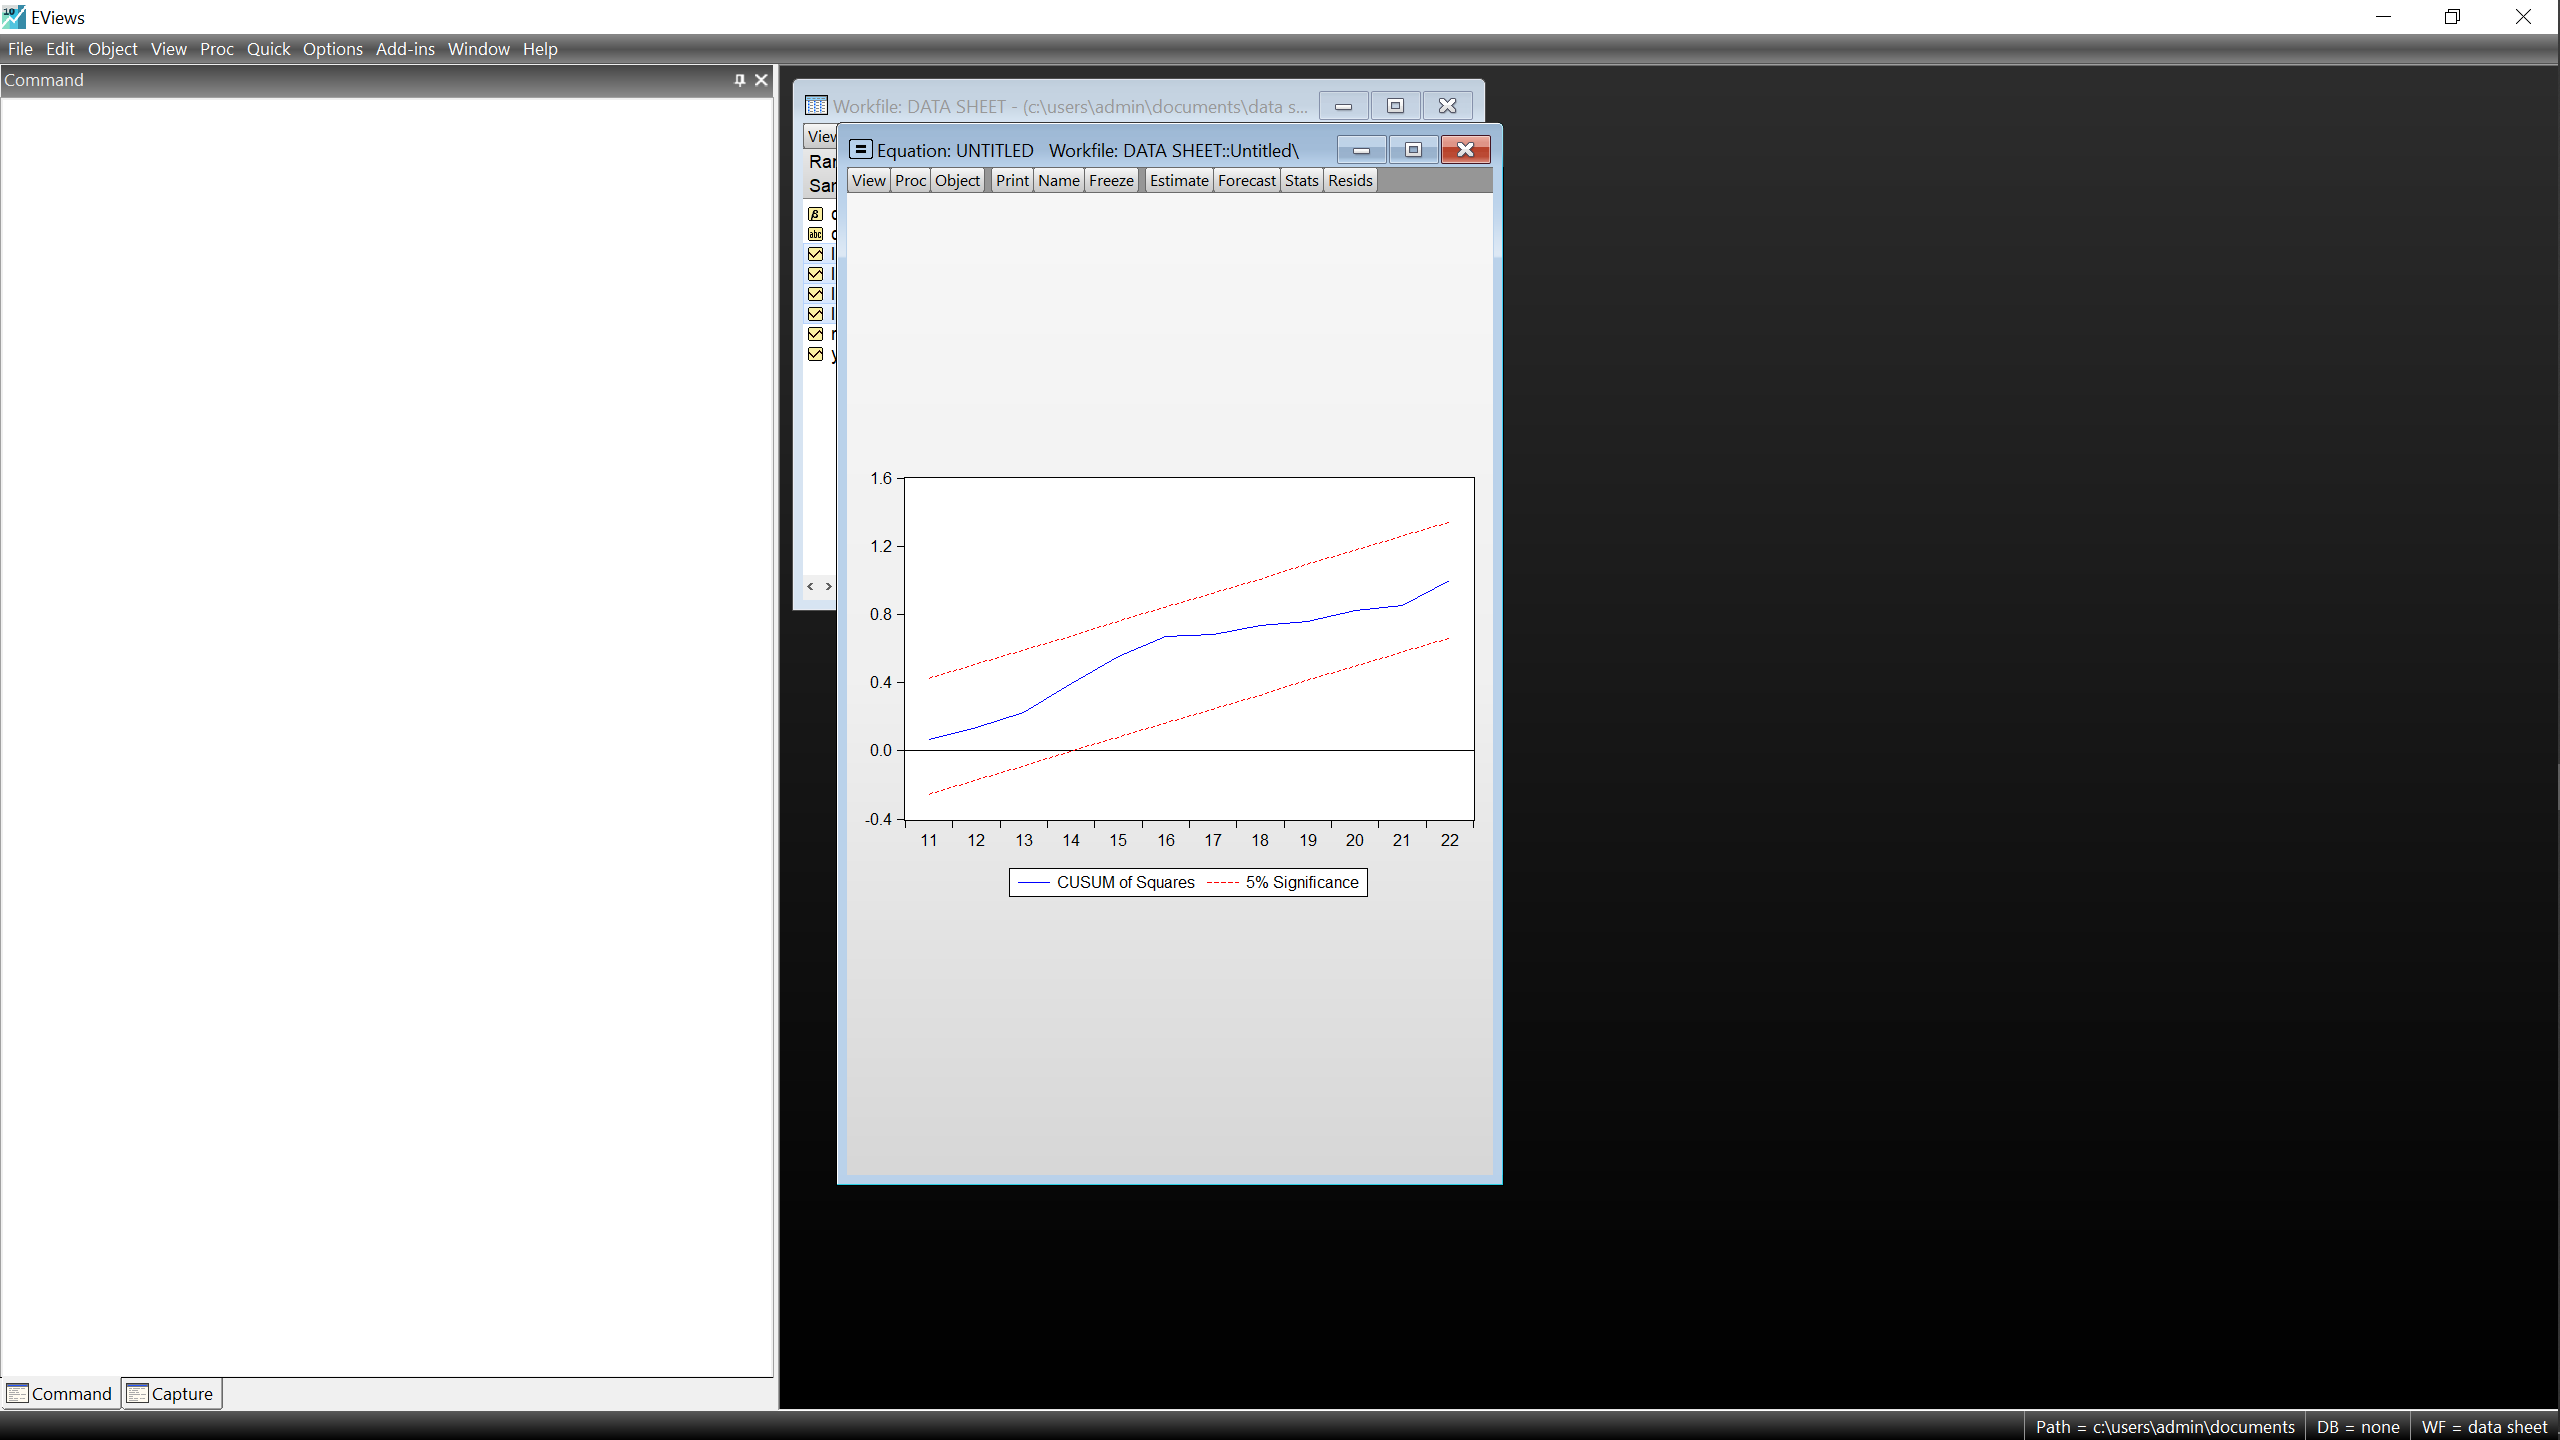 EViews
File Edit Object View Proc Quick Options Add-ins Window Help
Command
Workfile: DATA SHEET - (c:\users\admin\documents\data s...
Equation: UNTITLED Workfile: DATA SHEET::Untitled\
View Proc Object Print Name Freeze Estimate Forecast Stats Resids
1.6
1.2
0.8
0.4
0.0
-0.4
11 12 13 14 15 16 17 18 19 20 21 22
CUSUM of Squares 5% Significance
Command Capture
Path = c:\users\admin\documents DB = none WF = data sheet